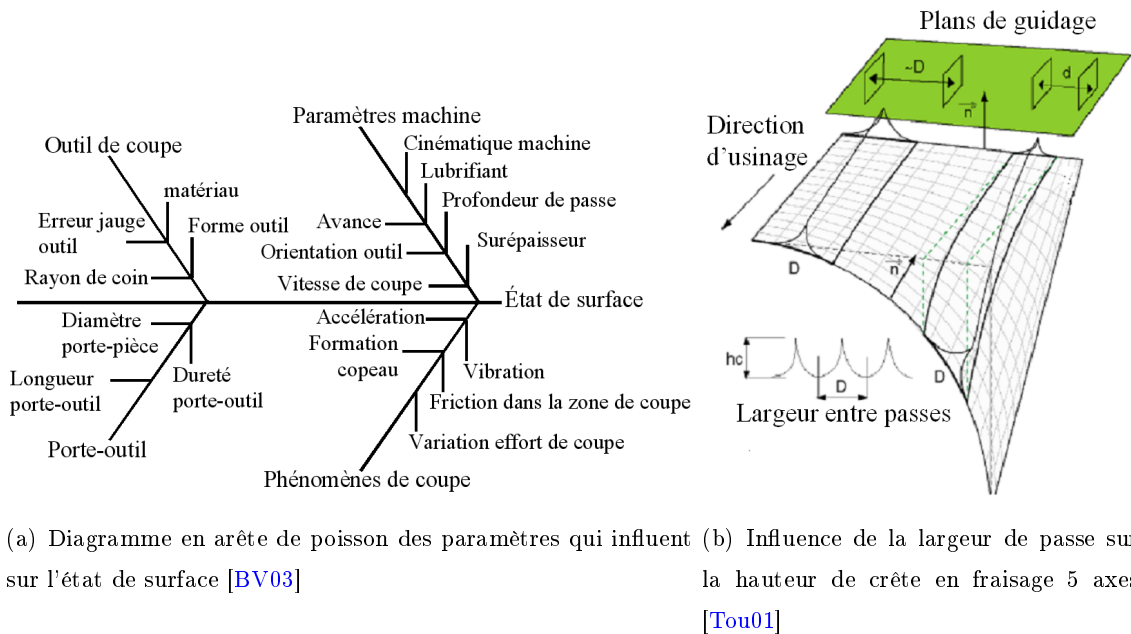 Outil de coupe
matériau
Erreur jauge
outil
Forme outil
Rayon de coin
Paramètres machine
Cinématique machine
Lubrifiant
Profondeur de passe
Avance
Orientation outil
Surépaisseur
Vitesse de coupe
État de surface
Diamètre
porte-pièce
Longueur
porte-outil
Dureté
porte-outil
Porte-outil
Accélération
Formation
copeau
Vibration
Friction dans la zone de coupe
Variation effort de coupe
Phénomènes de coupe
(a) Diagramme en arête de poisson des paramètres qui influent
sur l'état de surface [BV03]
Plans de guidage
~D
d
n
Direction
d'usinage
D
n
D
hc
D
Largeur entre passes
(b) Influence de la largeur de passe sur
la hauteur de crête en fraisage 5 axes
[Tou01]